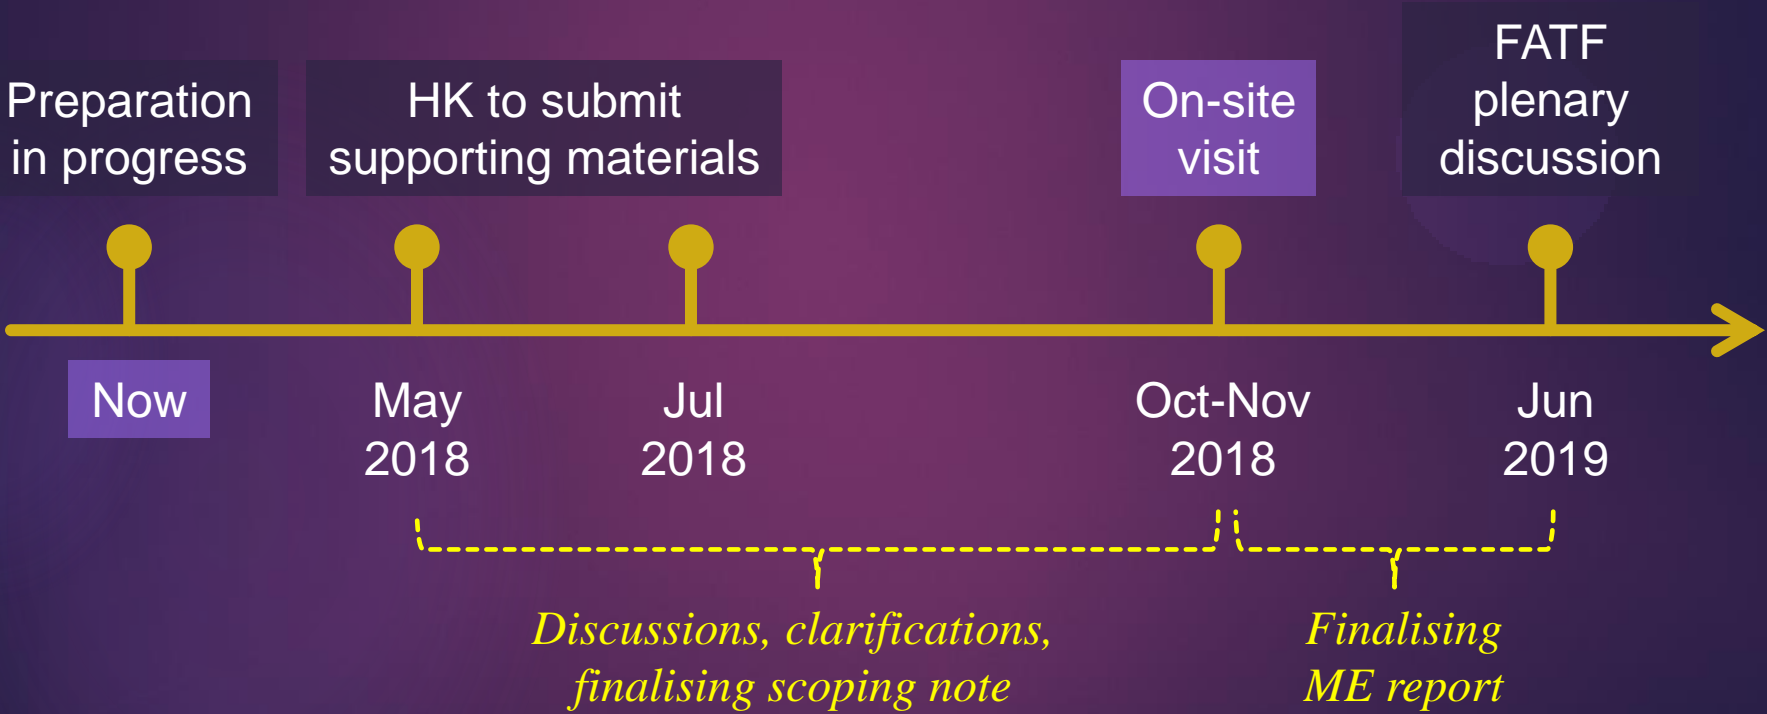 Preparation
in progress
HK to submit
supporting materials
On-site
visit
FATF
plenary
discussion
Now
May
2018
Jul
2018
Oct-Nov
2018
Jun
2019
Discussions, clarifications,
finalising scoping note
Finalising
ME report